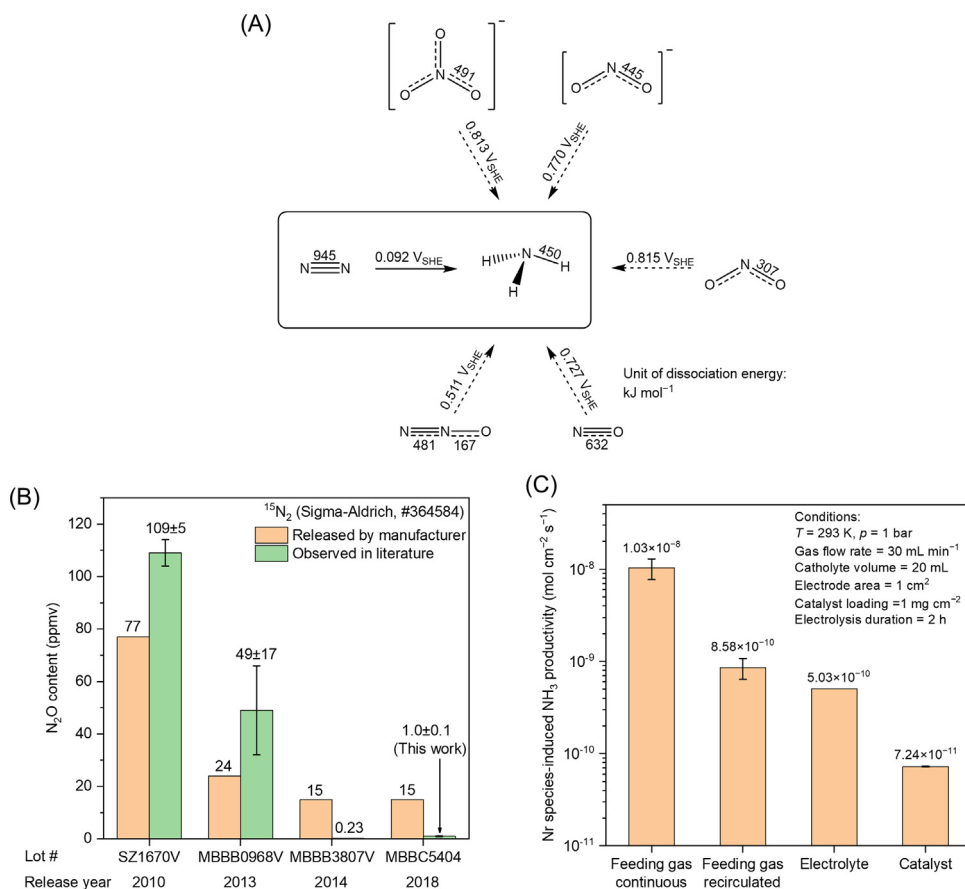 (A)
O
N
491
O
O
−
N
445
O
O
−
0.813 V_SHE
0.770 V_SHE
945
N≡N
0.092 V_SHE
N
450
H
H
H
0.815 V_SHE
N
307
O
O
0.511 V_SHE
0.727 V_SHE
Unit of dissociation energy:
kJ mol⁻¹
N N O
481 167
N O
632
(B)
¹⁵N₂ (Sigma-Aldrich, #364584)
Released by manufacturer
Observed in literature
N₂O content (ppmv)
120
100
80
60
40
20
0
77
109±5
24
49±17
15
0.23
15
1.0±0.1
(This work)
Lot # SZ1670V MBBB0968V MBBB3807V MBBC5404
Release year 2010 2013 2014 2018
(C)
Nr species-induced NH₃ productivity (mol cm⁻² s⁻¹)
10⁻⁸
10⁻⁹
10⁻¹⁰
10⁻¹¹
1.03×10⁻⁸
8.58×10⁻¹⁰
5.03×10⁻¹⁰
7.24×10⁻¹¹
Conditions:
T = 293 K, p = 1 bar
Gas flow rate = 30 mL min⁻¹
Catholyte volume = 20 mL
Electrode area = 1 cm²
Catalyst loading =1 mg cm⁻²
Electrolysis duration = 2 h
Feeding gas Feeding gas Electrolyte Catalyst
continuous recirculated